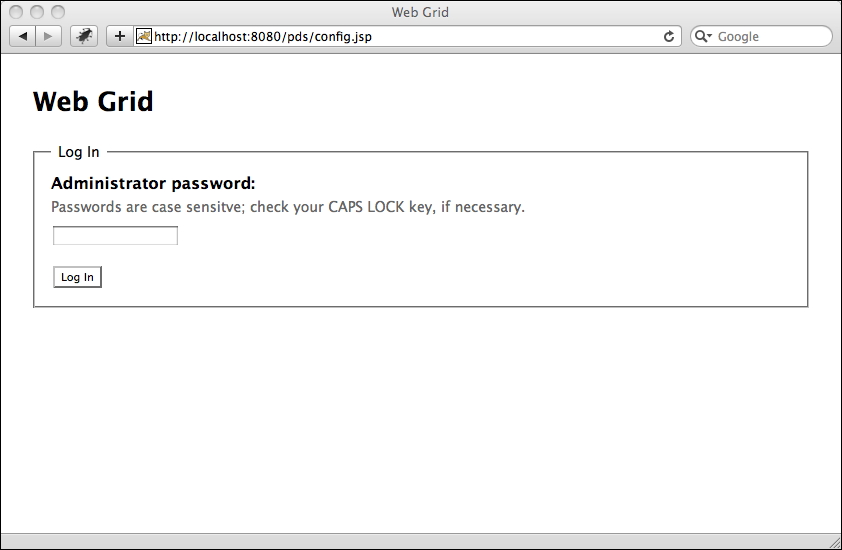 Web Grid
http://localhost:8080/pds/config.jsp
Google
Web Grid
Log In
Administrator password:
Passwords are case sensitve; check your CAPS LOCK key, if necessary.
Log In